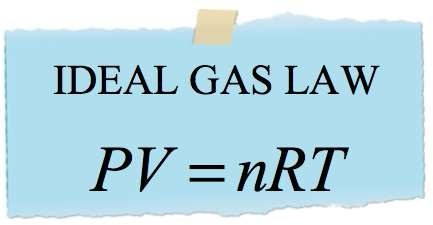 IDEAL GAS LAW
PV = nRT